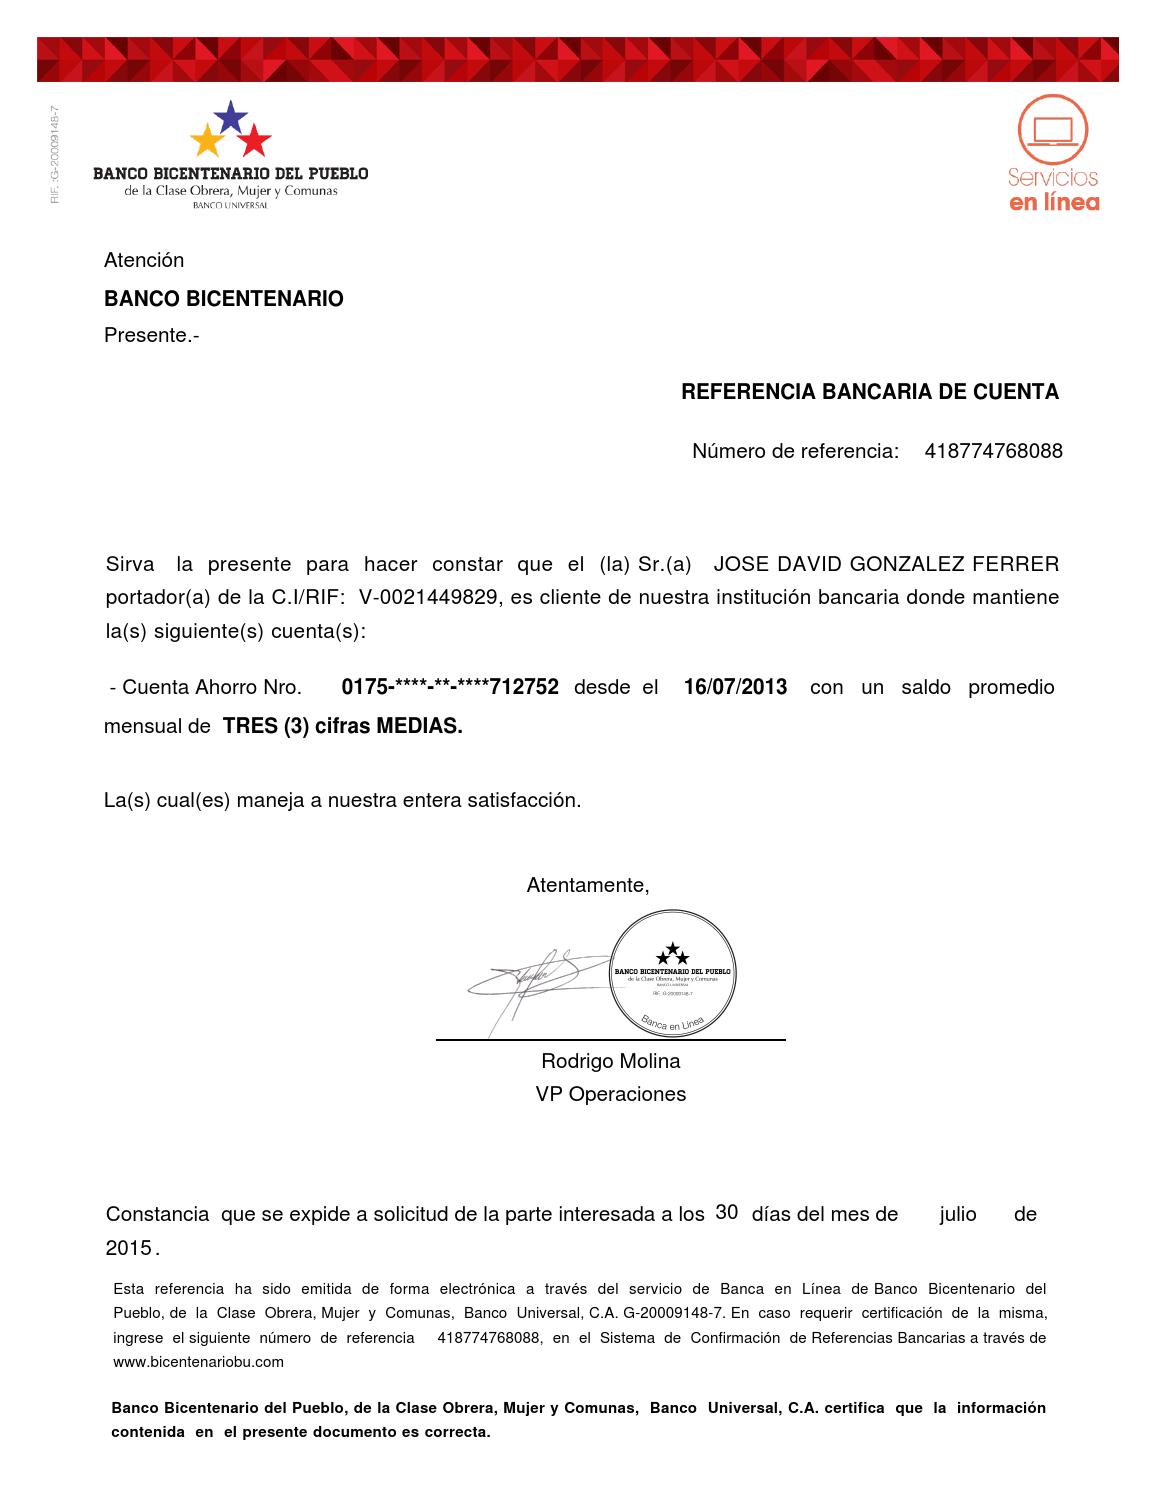 RIF. :G-20009148-7
BANCO BICENTENARIO DEL PUEBLO
de la Clase Obrera, Mujer y Comunas
BANCO UNIVERSAL
Servicios
en línea
Atención
BANCO BICENTENARIO
Presente.-
REFERENCIA BANCARIA DE CUENTA
Número de referencia: 418774768088
Sirva la presente para hacer constar que el (la) Sr.(a) JOSE DAVID GONZALEZ FERRER
portador(a) de la C.I/RIF: V-0021449829, es cliente de nuestra institución bancaria donde mantiene
la(s) siguiente(s) cuenta(s):
- Cuenta Ahorro Nro. 0175-****-**-****712752 desde el 16/07/2013 con un saldo promedio
mensual de TRES (3) cifras MEDIAS.
La(s) cual(es) maneja a nuestra entera satisfacción.
Atentamente,
BANCO BICENTENARIO DEL PUEBLO
de la Clase Obrera, Mujer y Comunas
BANCO UNIVERSAL
RIF. :G-20009148-7
Banca en Línea
Rodrigo Molina
VP Operaciones
Constancia que se expide a solicitud de la parte interesada a los 30 días del mes de julio de
2015.
Esta referencia ha sido emitida de forma electrónica a través del servicio de Banca en Línea de Banco Bicentenario del
Pueblo, de la Clase Obrera, Mujer y Comunas, Banco Universal, C.A. G-20009148-7. En caso requerir certificación de la misma,
ingrese el siguiente número de referencia 418774768088, en el Sistema de Confirmación de Referencias Bancarias a través de
www.bicentenariobu.com
Banco Bicentenario del Pueblo, de la Clase Obrera, Mujer y Comunas, Banco Universal, C.A. certifica que la información
contenida en el presente documento es correcta.